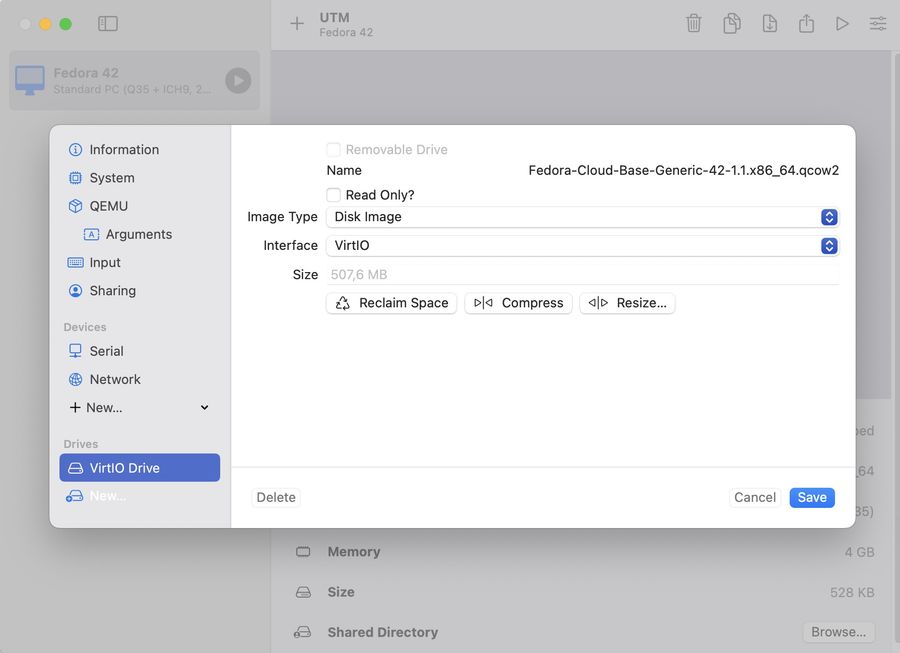 UTM
Fedora 42
Fedora 42
Standard PC (Q35 + ICH9, 2...
Information
System
QEMU
A Arguments
Input
Sharing
Devices
Serial
Network
New...
Drives
VirtIO Drive
New...
Removable Drive
Name Fedora-Cloud-Base-Generic-42-1.1.x86_64.qcow2
Read Only?
Image Type Disk Image
Interface VirtIO
Size 507,6 MB
Reclaim Space Compress Resize...
Delete Cancel Save
Memory 4 GB
Size 528 KB
Shared Directory Browse...